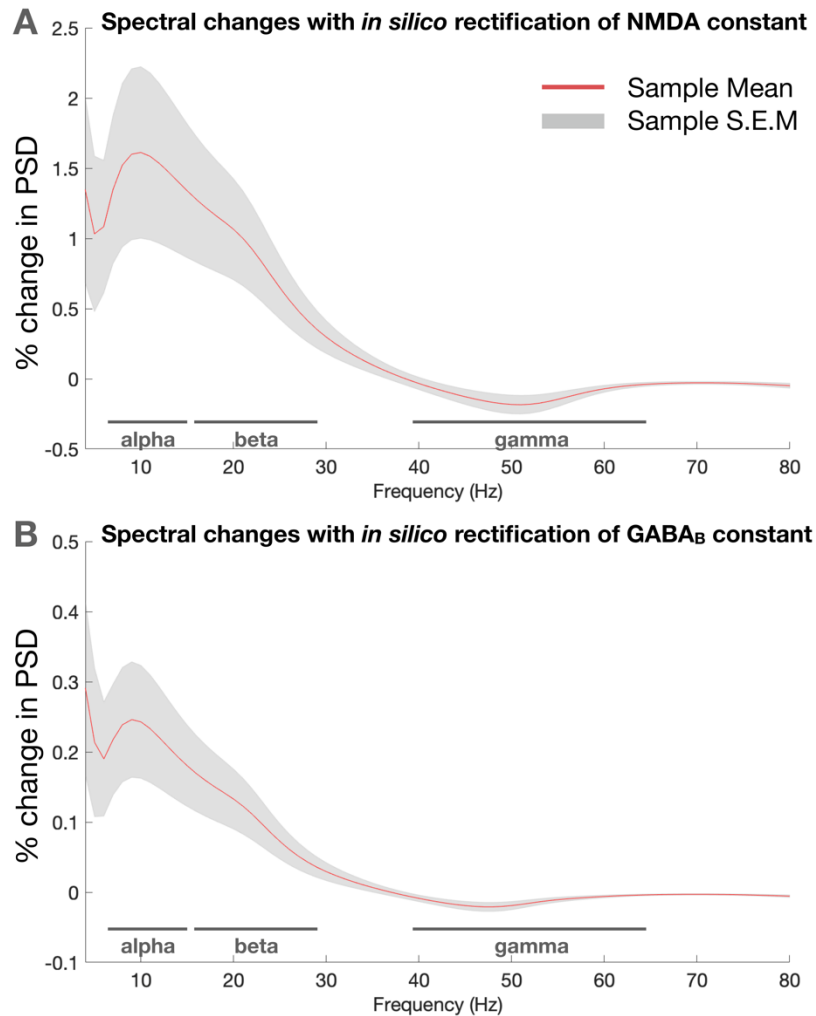 A Spectral changes with in silico rectification of NMDA constant
2.5
2
1.5
1
0.5
0
-0.5
% change in PSD
Sample Mean
Sample S.E.M
alpha beta gamma
10 20 30 40 50 60 70 80
Frequency (Hz)
B Spectral changes with in silico rectification of GABAB constant
0.5
0.4
0.3
0.2
0.1
0
-0.1
% change in PSD
alpha beta gamma
10 20 30 40 50 60 70 80
Frequency (Hz)